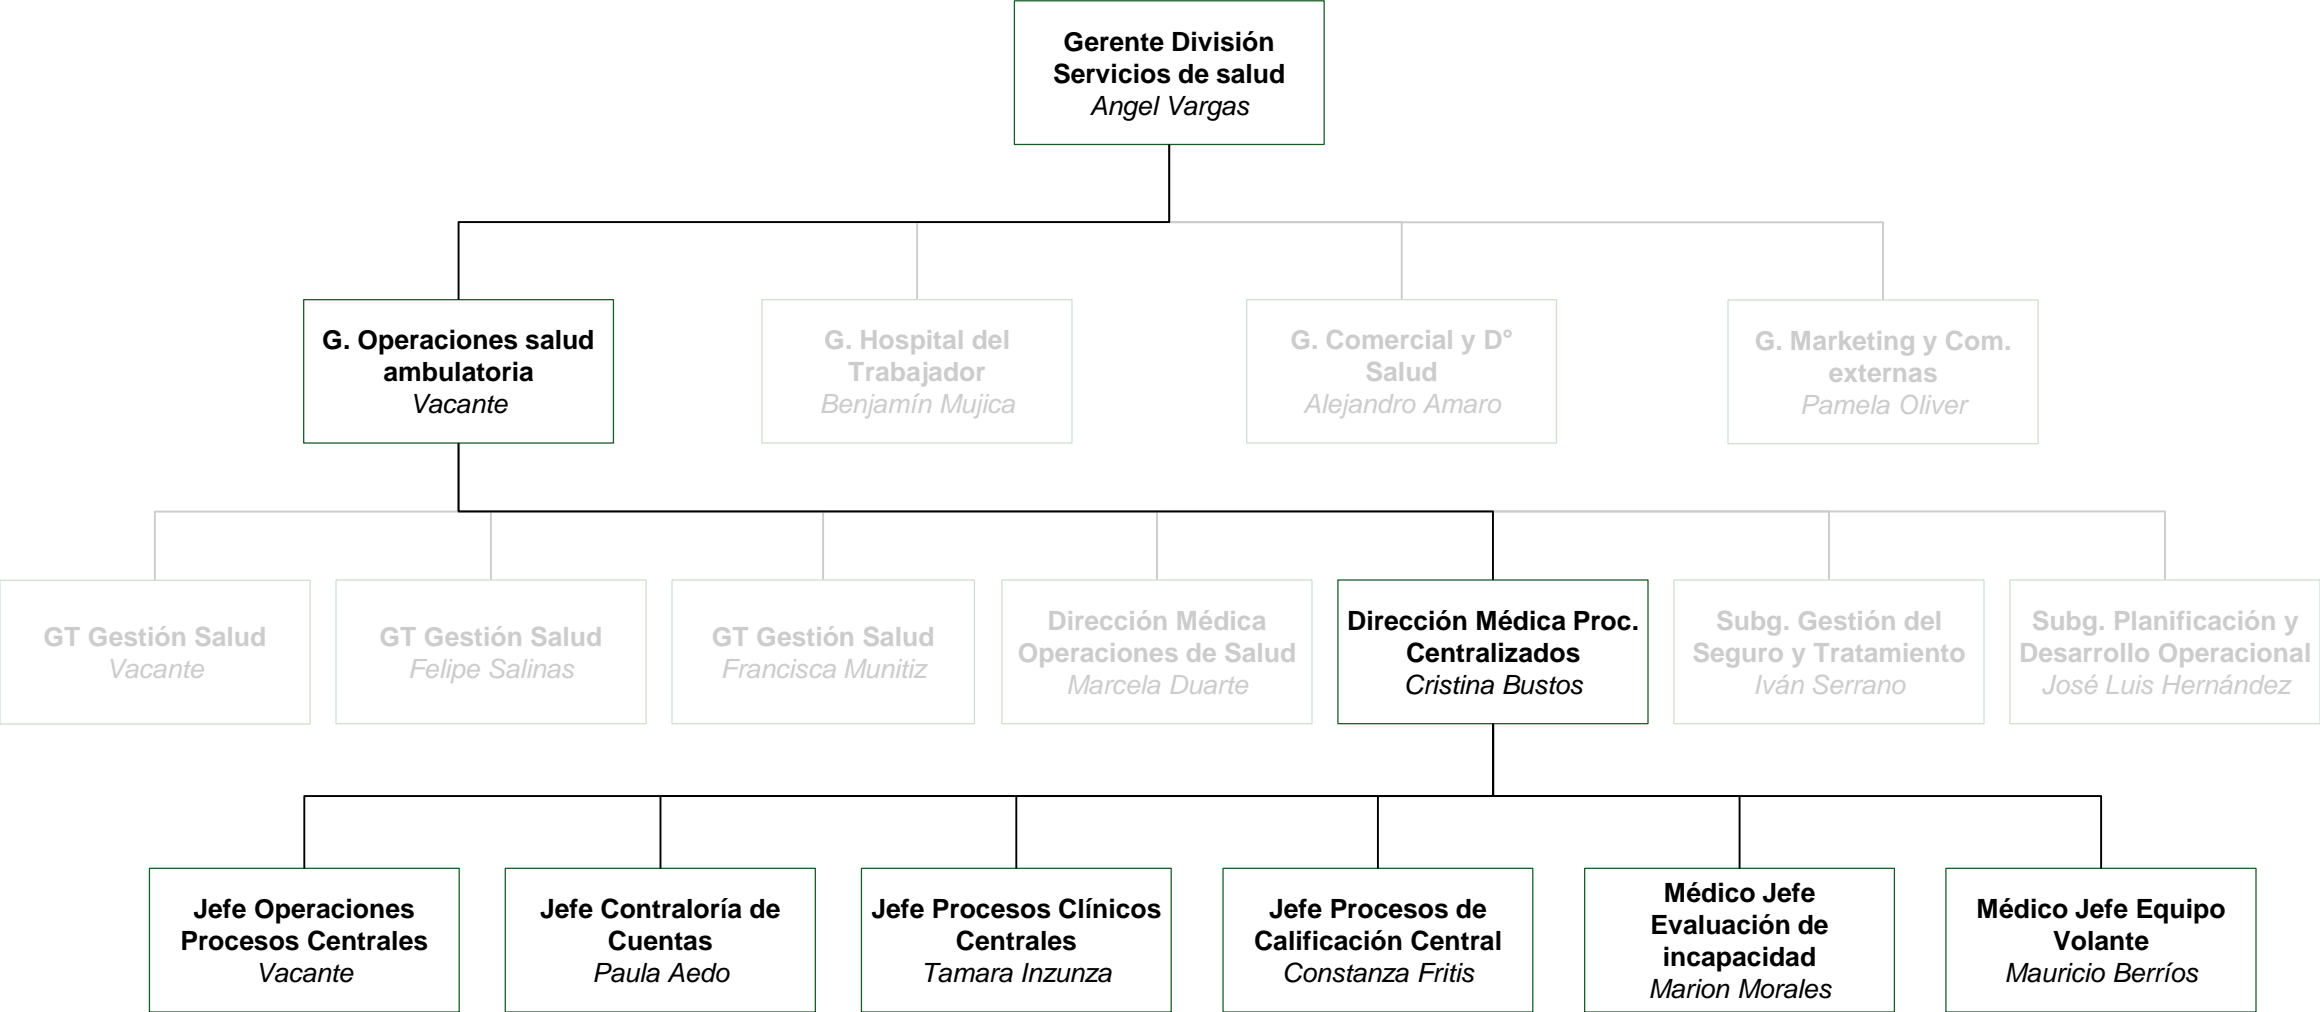 Gerente División
Servicios de salud
Angel Vargas
G. Operaciones salud
ambulatoria
Vacante
G. Hospital del
Trabajador
Benjamín Mujica
G. Comercial y D°
Salud
Alejandro Amaro
G. Marketing y Com.
externas
Pamela Oliver
GT Gestión Salud
Vacante
GT Gestión Salud
Felipe Salinas
GT Gestión Salud
Francisca Munitiz
Dirección Médica
Operaciones de Salud
Marcela Duarte
Dirección Médica Proc.
Centralizados
Cristina Bustos
Subg. Gestión del
Seguro y Tratamiento
Iván Serrano
Subg. Planificación y
Desarrollo Operacional
José Luis Hernández
Jefe Operaciones
Procesos Centrales
Vacante
Jefe Contraloría de
Cuentas
Paula Aedo
Jefe Procesos Clínicos
Centrales
Tamara Inzunza
Jefe Procesos de
Calificación Central
Constanza Fritis
Médico Jefe
Evaluación de
incapacidad
Marion Morales
Médico Jefe Equipo
Volante
Mauricio Berríos